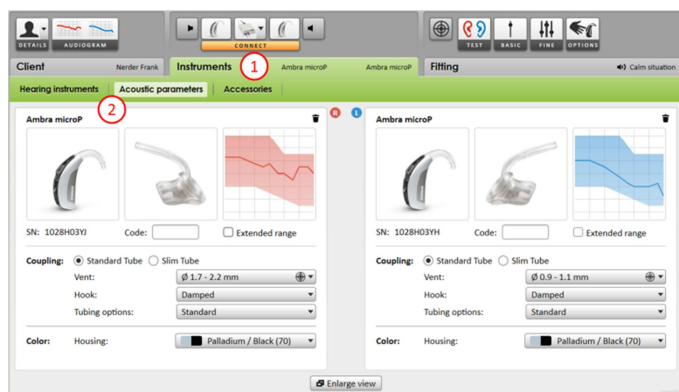 DETAILS AUDIOGRAM CONNECT TEST BASIC FINE OPTIONS
Client Nerder Frank Instruments 1 Ambra microP Ambra microP Fitting Calm situation
Hearing instruments Acoustic parameters Accessories
2
Ambra microP R L Ambra microP
SN: 1028H03YJ Code: Extended range SN: 1028H03YH Code: Extended range
Coupling: Standard Tube Slim Tube Coupling: Standard Tube Slim Tube
Vent: Ø 1.7 - 2.2 mm Vent: Ø 0.9 - 1.1 mm
Hook: Damped Hook: Damped
Tubing options: Standard Tubing options: Standard
Color: Housing: Palladium / Black (70) Color: Housing: Palladium / Black (70)
Enlarge view